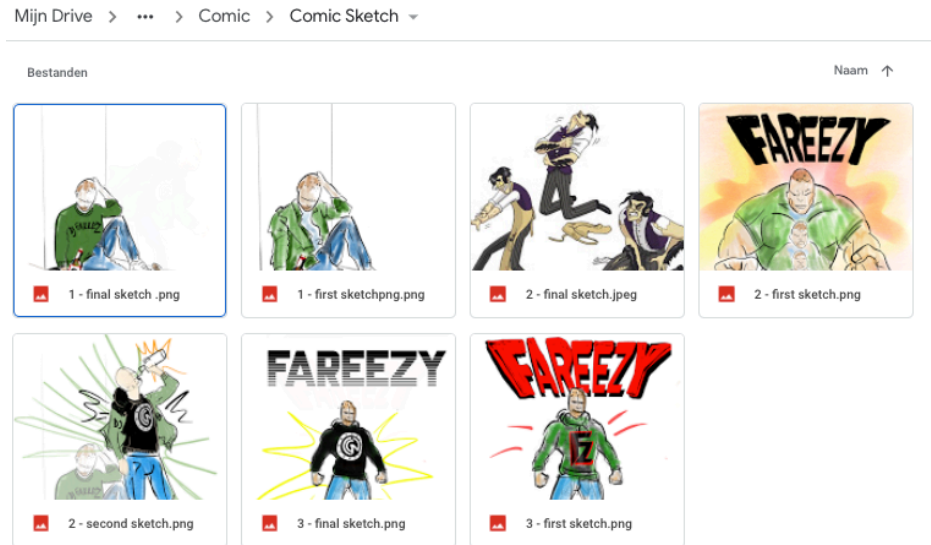 Mijn Drive > ••• > Comic > Comic Sketch
Bestanden
Naam ↑
FAREEZY
1 - final sketch .png
1 - first sketchpng.png
2 - final sketch.jpeg
2 - first sketch.png
FAREEZY
FAREEZY
FZ
2 - second sketch.png
3 - final sketch.png
3 - first sketch.png